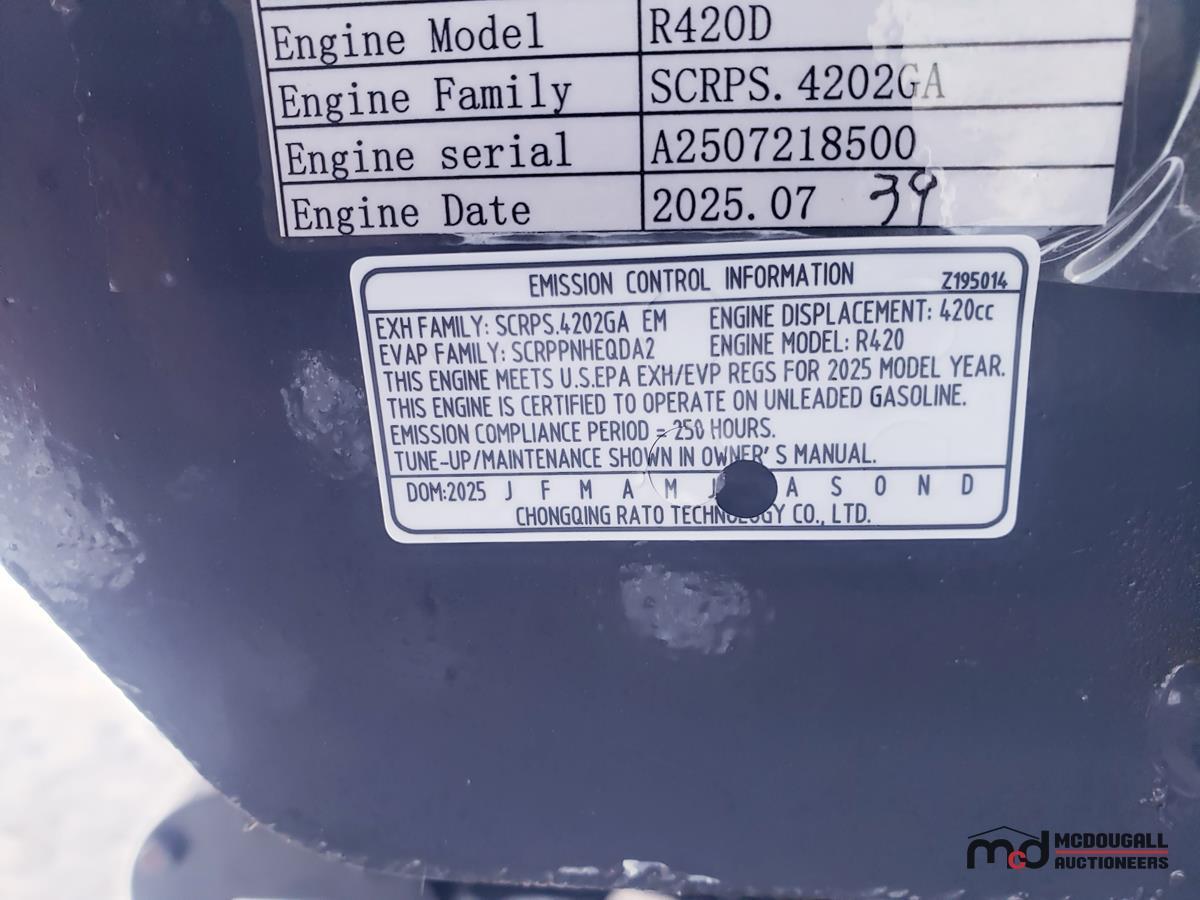 Engine Model R420D
Engine Family SCRPS.4202GA
Engine serial A2507218500
Engine Date 2025.07 39
EMISSION CONTROL INFORMATION Z195014
EXH FAMILY: SCRPS.4202GA EM ENGINE DISPLACEMENT: 420cc
EVAP FAMILY: SCRPPNHEQDA2 ENGINE MODEL: R420
THIS ENGINE MEETS U.S.EPA EXH/EVP REGS FOR 2025 MODEL YEAR.
THIS ENGINE IS CERTIFIED TO OPERATE ON UNLEADED GASOLINE.
EMISSION COMPLIANCE PERIOD = 250 HOURS.
TUNE-UP/MAINTENANCE SHOWN IN OWNER'S MANUAL.
DOM:2025 J F M A M J A S O N D
CHONGQING RATO TECHNOLOGY CO., LTD.
mcd MCDOUGALL
AUCTIONEERS